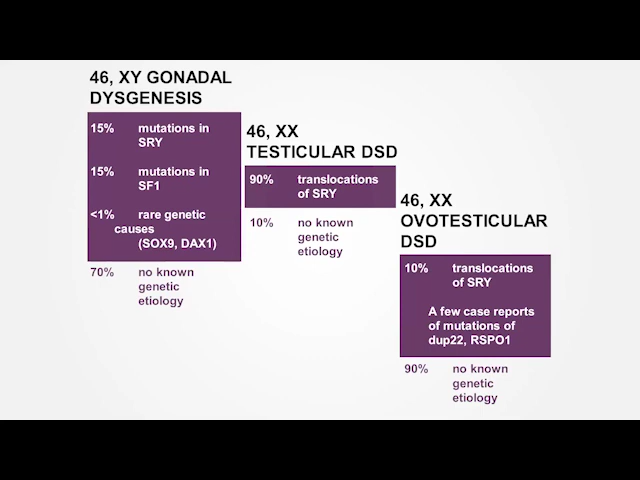 46, XY GONADAL
DYSGENESIS
15% mutations in
SRY
15% mutations in
SF1
<1% rare genetic
causes
(SOX9, DAX1)
70% no known
genetic
etiology
46, XX
TESTICULAR DSD
90% translocations
of SRY
10% no known
genetic
etiology
46, XX
OVOTESTICULAR
DSD
10% translocations
of SRY
A few case reports
of mutations of
dup22, RSPO1
90% no known
genetic
etiology